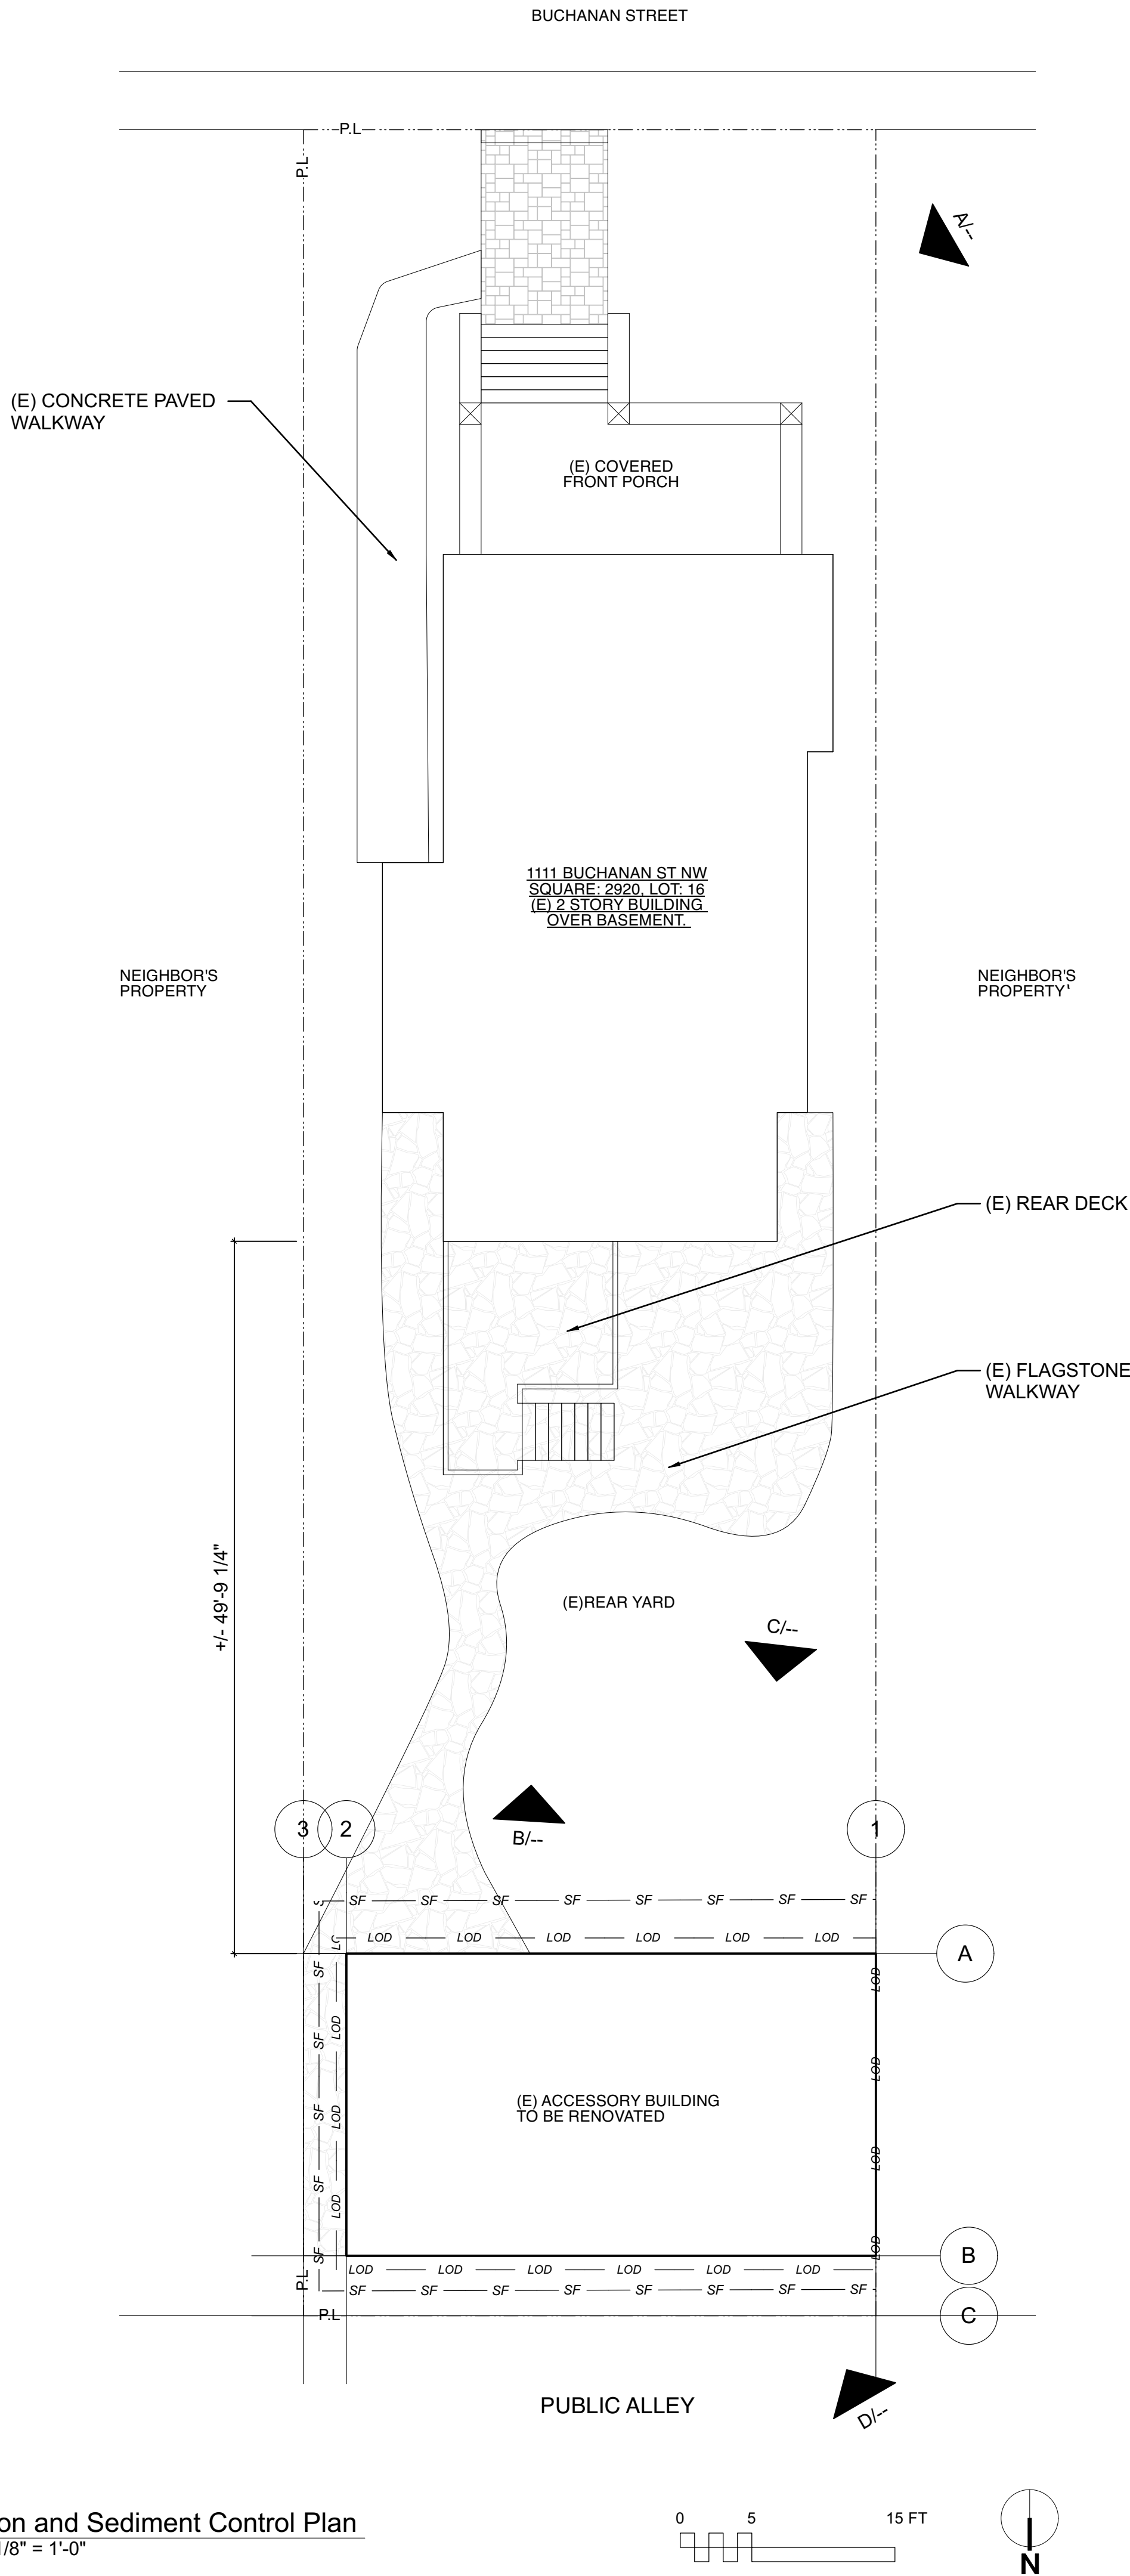 BUCHANAN STREET
P.L
P.L
A/--
(E) CONCRETE PAVED
WALKWAY
(E) COVERED
FRONT PORCH
1111 BUCHANAN ST NW
SQUARE: 2920, LOT: 16
(E) 2 STORY BUILDING
OVER BASEMENT.
NEIGHBOR'S
PROPERTY
NEIGHBOR'S
PROPERTY'
(E) REAR DECK
(E) FLAGSTONE
WALKWAY
+/- 49'-9 1/4"
(E)REAR YARD
C/--
B/--
3
2
1
SF SF SF SF SF SF SF SF
LOD LOD LOD LOD LOD LOD
A
SF
SF
SF
SF
SF
LOD
LOD
LOD
LOD
LOD
LOD
LOD
(E) ACCESSORY BUILDING
TO BE RENOVATED
B
LOD LOD LOD LOD LOD LOD
SF SF SF SF SF SF SF SF
P.L
P.L
C
PUBLIC ALLEY
D/--
on and Sediment Control Plan
1/8" = 1'-0"
0 5 15 FT
N